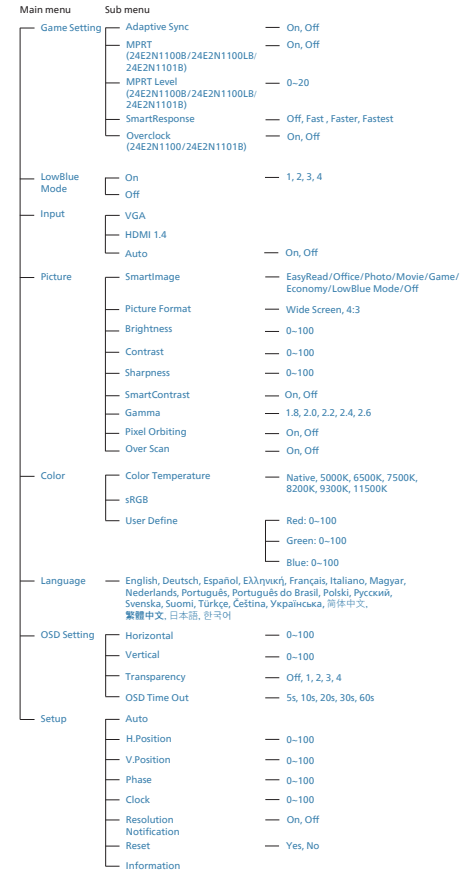 Main menu Sub menu
Game Setting Adaptive Sync On, Off
MPRT On, Off
(24E2N1100B/24E2N1100LB/
24E2N1101B)
MPRT Level 0~20
(24E2N1100B/24E2N1100LB/
24E2N1101B)
SmartResponse Off, Fast , Faster, Fastest
Overclock On, Off
(24E2N1100/24E2N1101B)
LowBlue On 1, 2, 3, 4
Mode
Off
Input VGA
HDMI 1.4
Auto On, Off
Picture SmartImage EasyRead/Office/Photo/Movie/Game/
Economy/LowBlue Mode/Off
Picture Format Wide Screen, 4:3
Brightness 0~100
Contrast 0~100
Sharpness 0~100
SmartContrast On, Off
Gamma 1.8, 2.0, 2.2, 2.4, 2.6
Pixel Orbiting On, Off
Over Scan On, Off
Color Color Temperature Native, 5000K, 6500K, 7500K,
8200K, 9300K, 11500K
sRGB
User Define Red: 0~100
Green: 0~100
Blue: 0~100
Language English, Deutsch, Español, Ελληνική, Français, Italiano, Magyar,
Nederlands, Português, Português do Brasil, Polski, Русский,
Svenska, Suomi, Türkçe, Čeština, Українська, 简体中文,
繁體中文, 日本語, 한국어
OSD Setting Horizontal 0~100
Vertical 0~100
Transparency Off, 1, 2, 3, 4
OSD Time Out 5s, 10s, 20s, 30s, 60s
Setup Auto
H.Position 0~100
V.Position 0~100
Phase 0~100
Clock 0~100
Resolution On, Off
Notification
Reset Yes, No
Information